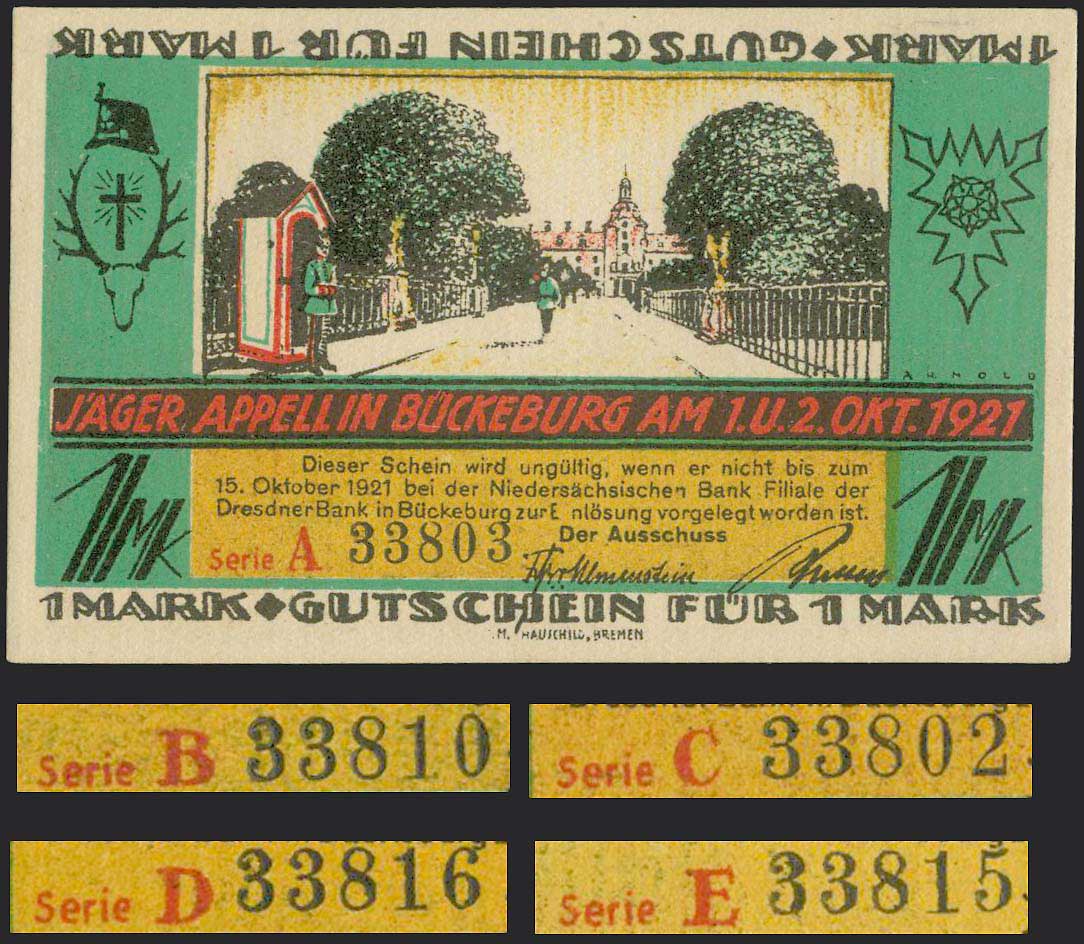 1 MARK◆GUTSCHEIN FÜR 1 MARK
ARNOLD
JÄGER APPELL IN BÜCKEBURG AM 1. U. 2. OKT. 1921
1 MK
Dieser Schein wird ungültig, wenn er nicht bis zum
15. Oktober 1921 bei der Niedersächsischen Bank Filiale der
Dresdner Bank in Bückeburg zur E nlösung vorgelegt worden ist.
Der Ausschuss
Serie A 33803
1 MK
1 MARK◆GUTSCHEIN FÜR 1 MARK
M. HAUSCHILD, BREMEN
Serie B 33810
Serie C 33802
Serie D 33816
Serie E 33815